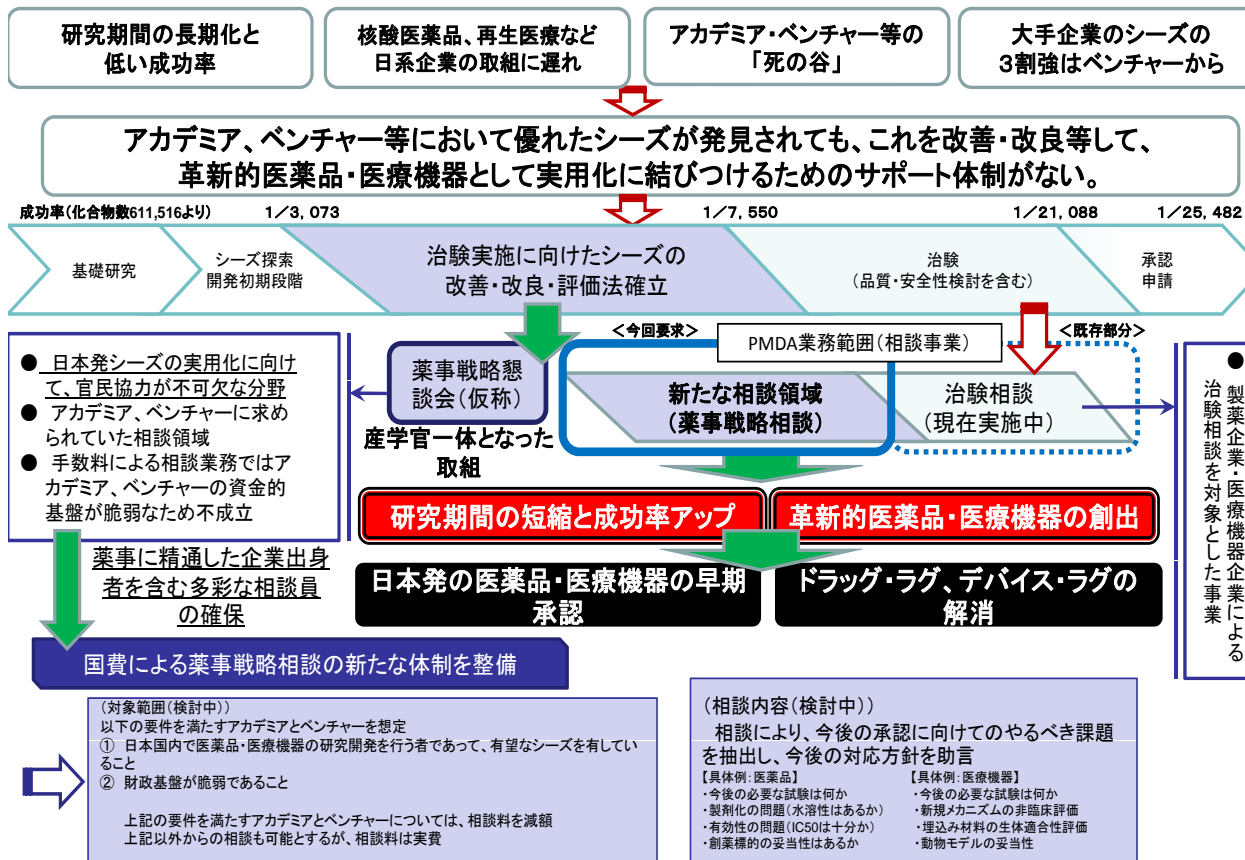 研究期間の長期化と
低い成功率
核酸医薬品、再生医療など
日系企業の取組に遅れ
アカデミア・ベンチャー等の
「死の谷」
大手企業のシーズの
3割強はベンチャーから
アカデミア、ベンチャー等において優れたシーズが発見されても、これを改善・改良等して、
革新的医薬品・医療機器として実用化に結びつけるためのサポート体制がない。
成功率(化合物数611,516より)
1/3,073
1/7,550
1/21,088
1/25,482
基礎研究
シーズ探索
開発初期段階
治験実施に向けたシーズの
改善・改良・評価法確立
治験
(品質・安全性検討を含む)
承認
申請
<今回要求>
PMDA業務範囲(相談事業)
<既存部分>
● 日本発シーズの実用化に向け
て、官民協力が不可欠な分野
● アカデミア、ベンチャーに求め
られていた相談領域
● 手数料による相談業務ではア
カデミア、ベンチャーの資金的
基盤が脆弱なため不成立
薬事戦略懇
談会(仮称)
産学官一体となった
取組
新たな相談領域
(薬事戦略相談)
治験相談
(現在実施中)
● 製薬企業・医療機器企業による
治験相談を対象とした事業
研究期間の短縮と成功率アップ
革新的医薬品・医療機器の創出
日本発の医薬品・医療機器の早期
承認
ドラッグ・ラグ、デバイス・ラグの
解消
薬事に精通した企業出身
者を含む多彩な相談員
の確保
国費による薬事戦略相談の新たな体制を整備
(対象範囲(検討中))
以下の要件を満たすアカデミアとベンチャーを想定
① 日本国内で医薬品・医療機器の研究開発を行う者であって、有望なシーズを有してい
ること
② 財政基盤が脆弱であること
上記の要件を満たすアカデミアとベンチャーについては、相談料を減額
上記以外からの相談も可能とするが、相談料は実費
(相談内容(検討中))
相談により、今後の承認に向けてのやるべき課題
を抽出し、今後の対応方針を助言
【具体例:医薬品】
・今後の必要な試験は何か
・製剤化の問題(水溶性はあるか)
・有効性の問題(IC50は十分か)
・創薬標的の妥当性はあるか
【具体例:医療機器】
・今後の必要な試験は何か
・新規メカニズムの非臨床評価
・埋込み材料の生体適合性評価
・動物モデルの妥当性